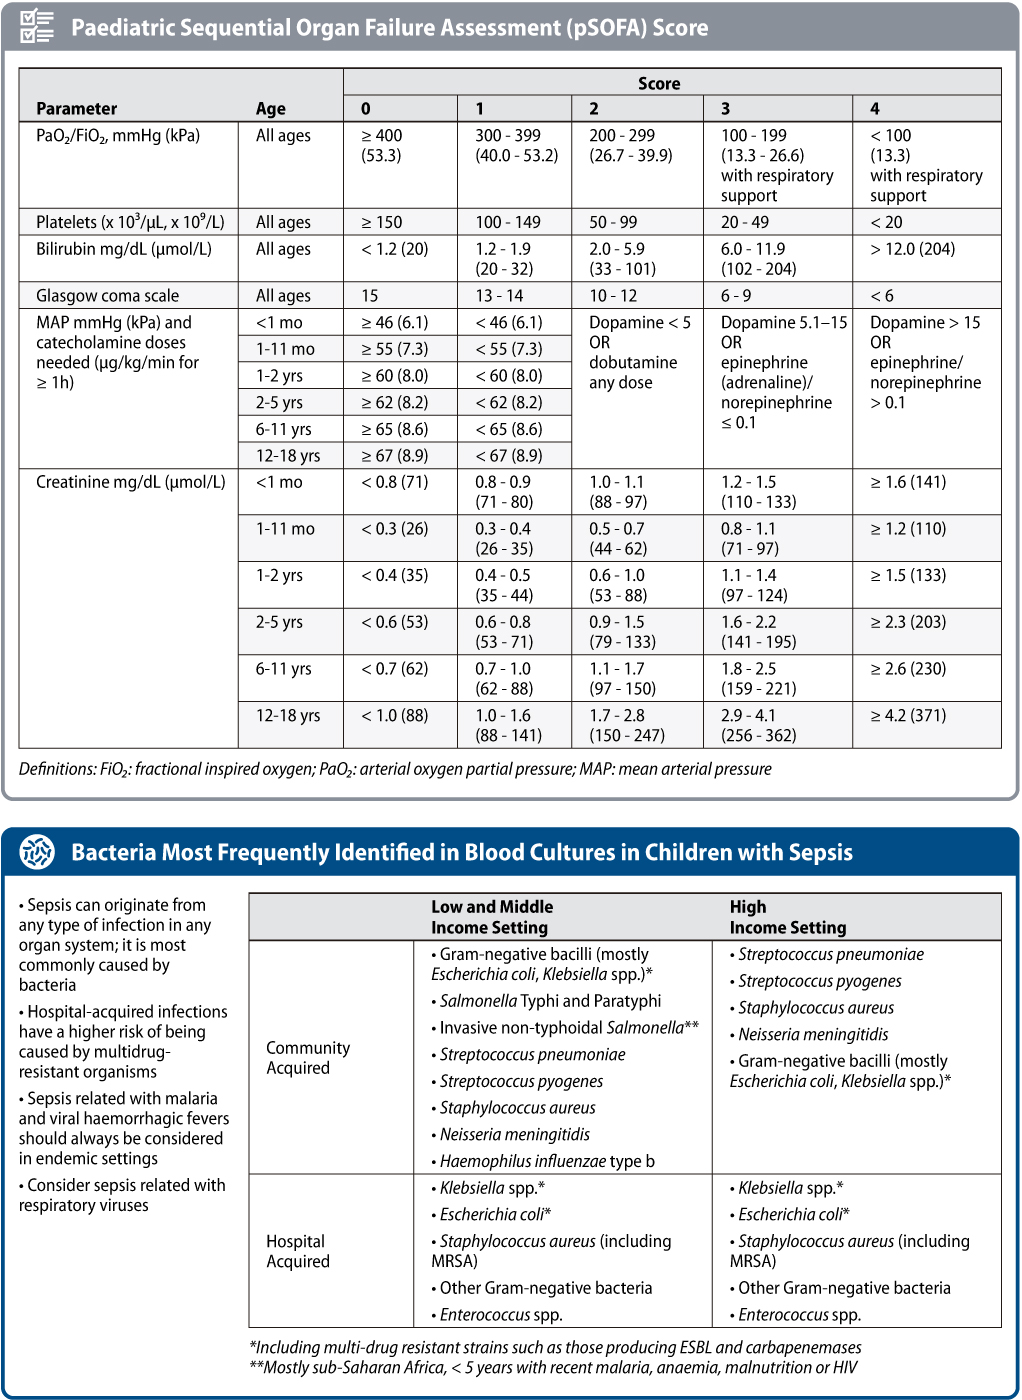 Paediatric Sequential Organ Failure Assessment (pSOFA) Score
Score
Parameter Age 0 1 2 3 4
PaO₂/FiO₂, mmHg (kPa) All ages ≥ 400 300 - 399 200 - 299 100 - 199 < 100
(53.3) (40.0 - 53.2) (26.7 - 39.9) (13.3 - 26.6) (13.3)
with respiratory with respiratory
support support
Platelets (x 10³/µL, x 10⁹/L) All ages ≥ 150 100 - 149 50 - 99 20 - 49 < 20
Bilirubin mg/dL (µmol/L) All ages < 1.2 (20) 1.2 - 1.9 2.0 - 5.9 6.0 - 11.9 > 12.0 (204)
(20 - 32) (33 - 101) (102 - 204)
Glasgow coma scale All ages 15 13 - 14 10 - 12 6 - 9 < 6
MAP mmHg (kPa) and <1 mo ≥ 46 (6.1) < 46 (6.1) Dopamine < 5 Dopamine 5.1–15 Dopamine > 15
catecholamine doses 1-11 mo ≥ 55 (7.3) < 55 (7.3) OR OR OR
needed (µg/kg/min for 1-2 yrs ≥ 60 (8.0) < 60 (8.0) dobutamine epinephrine epinephrine/
≥ 1h) 2-5 yrs ≥ 62 (8.2) < 62 (8.2) any dose (adrenaline)/ norepinephrine
6-11 yrs ≥ 65 (8.6) < 65 (8.6) norepinephrine > 0.1
12-18 yrs ≥ 67 (8.9) < 67 (8.9) ≤ 0.1
Creatinine mg/dL (µmol/L) <1 mo < 0.8 (71) 0.8 - 0.9 1.0 - 1.1 1.2 - 1.5 ≥ 1.6 (141)
(71 - 80) (88 - 97) (110 - 133)
1-11 mo < 0.3 (26) 0.3 - 0.4 0.5 - 0.7 0.8 - 1.1 ≥ 1.2 (110)
(26 - 35) (44 - 62) (71 - 97)
1-2 yrs < 0.4 (35) 0.4 - 0.5 0.6 - 1.0 1.1 - 1.4 ≥ 1.5 (133)
(35 - 44) (53 - 88) (97 - 124)
2-5 yrs < 0.6 (53) 0.6 - 0.8 0.9 - 1.5 1.6 - 2.2 ≥ 2.3 (203)
(53 - 71) (79 - 133) (141 - 195)
6-11 yrs < 0.7 (62) 0.7 - 1.0 1.1 - 1.7 1.8 - 2.5 ≥ 2.6 (230)
(62 - 88) (97 - 150) (159 - 221)
12-18 yrs < 1.0 (88) 1.0 - 1.6 1.7 - 2.8 2.9 - 4.1 ≥ 4.2 (371)
(88 - 141) (150 - 247) (256 - 362)
Definitions: FiO₂: fractional inspired oxygen; PaO₂: arterial oxygen partial pressure; MAP: mean arterial pressure
Bacteria Most Frequently Identified in Blood Cultures in Children with Sepsis
• Sepsis can originate from
any type of infection in any
organ system; it is most
commonly caused by
bacteria
• Hospital-acquired infections
have a higher risk of being
caused by multidrug-
resistant organisms
• Sepsis related with malaria
and viral haemorrhagic fevers
should always be considered
in endemic settings
• Consider sepsis related with
respiratory viruses
Low and Middle
Income Setting
High
Income Setting
Community
Acquired
• Gram-negative bacilli (mostly
Escherichia coli, Klebsiella spp.)*
• Salmonella Typhi and Paratyphi
• Invasive non-typhoidal Salmonella**
• Streptococcus pneumoniae
• Streptococcus pyogenes
• Staphylococcus aureus
• Neisseria meningitidis
• Haemophilus influenzae type b
• Streptococcus pneumoniae
• Streptococcus pyogenes
• Staphylococcus aureus
• Neisseria meningitidis
• Gram-negative bacilli (mostly
Escherichia coli, Klebsiella spp.)*
Hospital
Acquired
• Klebsiella spp.*
• Escherichia coli*
• Staphylococcus aureus (including
MRSA)
• Other Gram-negative bacteria
• Enterococcus spp.
• Klebsiella spp.*
• Escherichia coli*
• Staphylococcus aureus (including
MRSA)
• Other Gram-negative bacteria
• Enterococcus spp.
*Including multi-drug resistant strains such as those producing ESBL and carbapenemases
**Mostly sub-Saharan Africa, < 5 years with recent malaria, anaemia, malnutrition or HIV